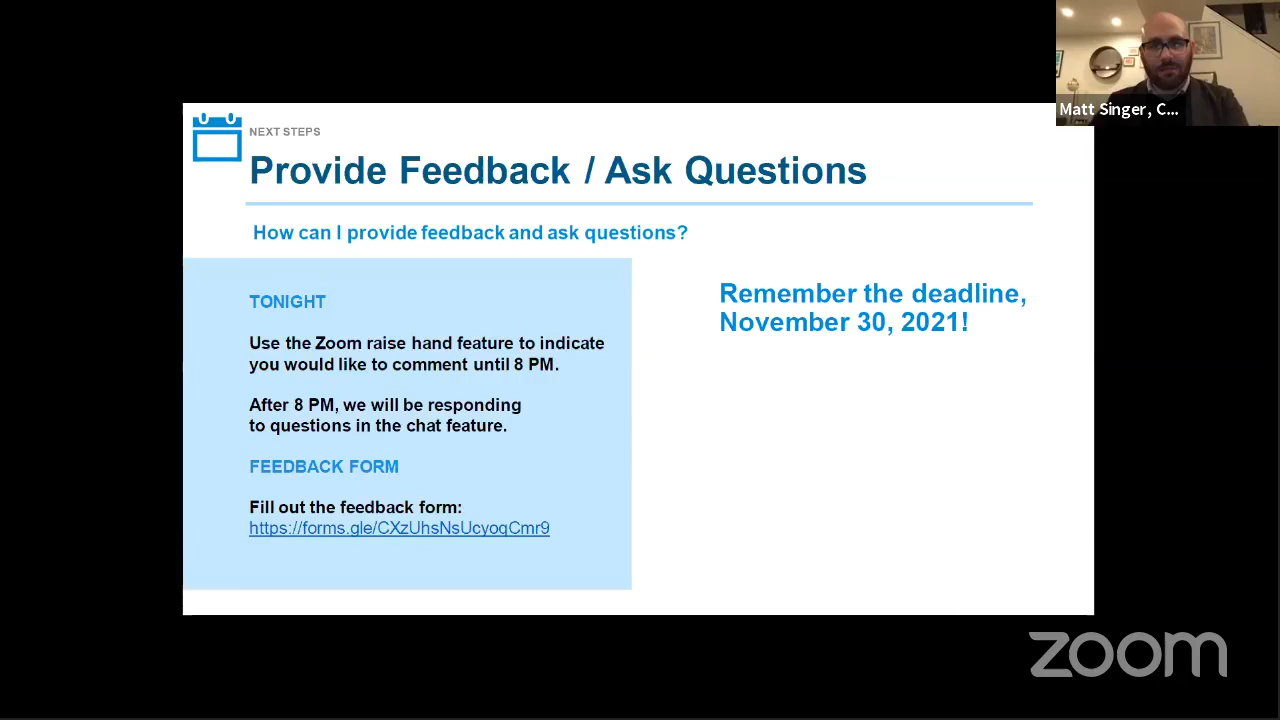 Matt Singer, C...
NEXT STEPS
Provide Feedback / Ask Questions
How can I provide feedback and ask questions?
TONIGHT
Use the Zoom raise hand feature to indicate
you would like to comment until 8 PM.
After 8 PM, we will be responding
to questions in the chat feature.
FEEDBACK FORM
Fill out the feedback form:
https://forms.gle/CXzUhsNsUcyoqCmr9
Remember the deadline,
November 30, 2021!
zoom